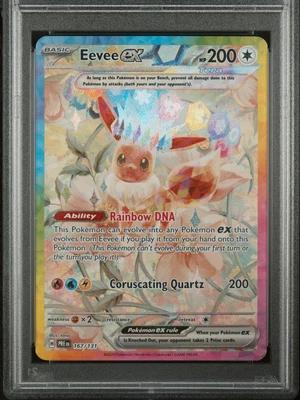 BASIC
Eevee ex
HP 200
As long as this Pokémon is on your Bench, prevent all damage done to this
Pokémon by attacks (both yours and your opponent's).
Ability Rainbow DNA
This Pokémon can evolve into any Pokémon ex that
evolves from Eevee if you play it from your hand onto this
Pokémon. (This Pokémon can't evolve during your first turn or
the turn you play it!)
Coruscating Quartz 200
weakness ×2 resistance retreat
PRE EN 167/131
Pokémon ex rule
When your Pokémon ex
is Knocked Out, your opponent takes 2 Prize cards.